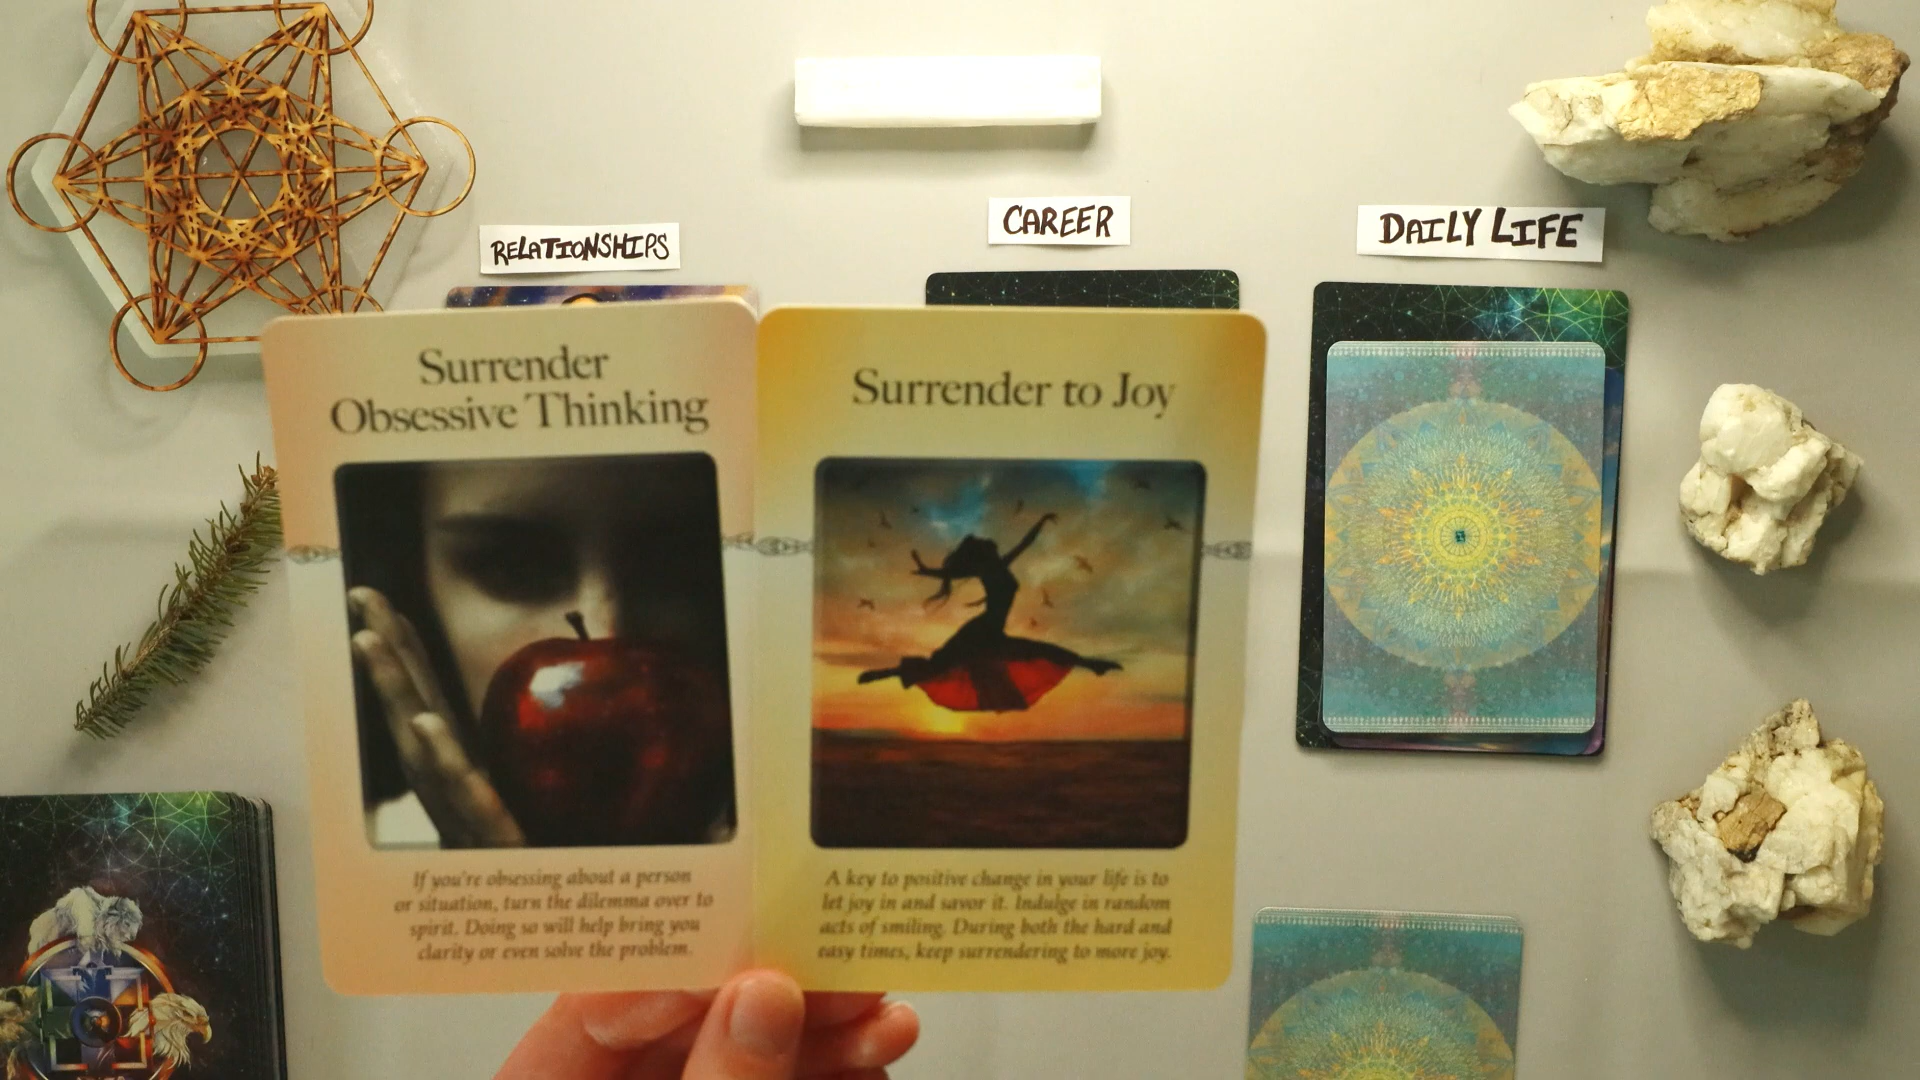 RELATIONSHIPS
CAREER
DAILY LIFE
Surrender
Obsessive Thinking
If you're obsessing about a person
or situation, turn the dilemma over to
spirit. Doing so will help bring you
clarity or even solve the problem.
Surrender to Joy
A key to positive change in your life is to
let joy in and savor it. Indulge in random
acts of smiling. During both the hard and
easy times, keep surrendering to more joy.